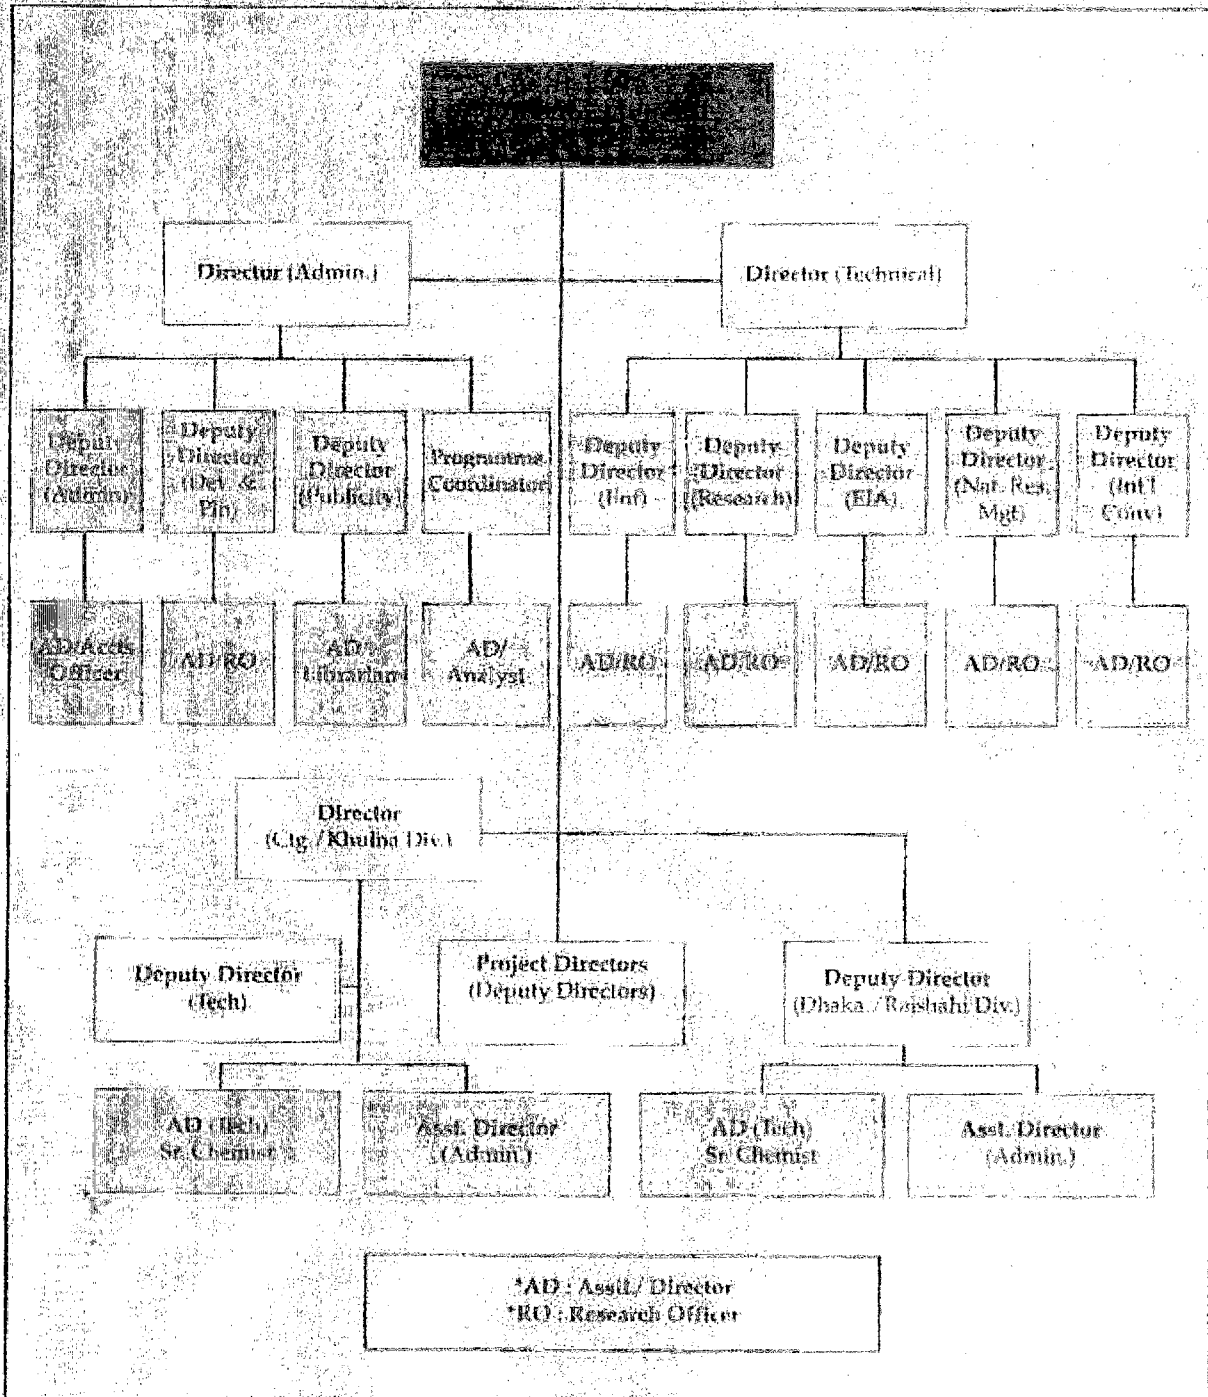 Director (Admin.)
Director (Technical)
Deputy
Director
(Admin)
Deputy
Director
(Det. &
Pln)
Deputy
Director
(Publicity)
Programme
Coordinator
Deputy
Director
(Inf)
Deputy
Director
(Research)
Deputy
Director
(EIA)
Deputy
Director
(Nat. Res.
Mgt)
Deputy
Director
(Int'l
Conv)
AD/Accts
Officer
AD/RO
AD/
Librarian
AD/
Analyst
AD/RO
AD/RO
AD/RO
AD/RO
AD/RO
Director
(Ctg. / Khulna Div.)
Deputy Director
(Tech)
Project Directors
(Deputy Directors)
Deputy Director
(Dhaka / Rajshahi Div.)
AD (Tech)
Sr. Chemist
Asst. Director
(Admin.)
AD (Tech)
Sr. Chemist
Asst. Director
(Admin.)
*AD : Asstt./ Director
*RO : Research Officer